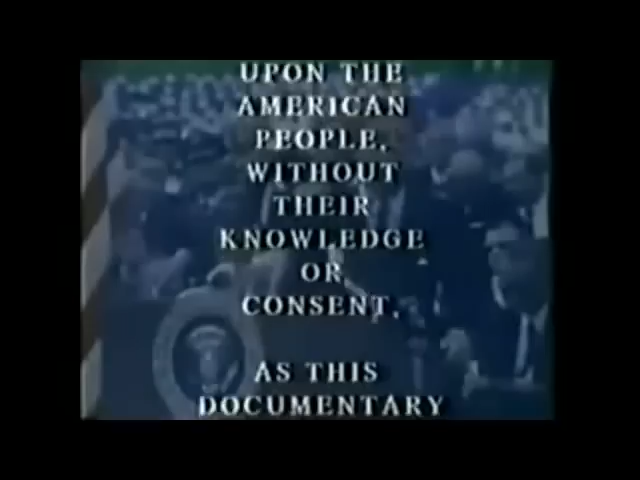 UPON THE
AMERICAN
PEOPLE,
WITHOUT
THEIR
KNOWLEDGE
OR
CONSENT.
AS THIS
DOCUMENTARY